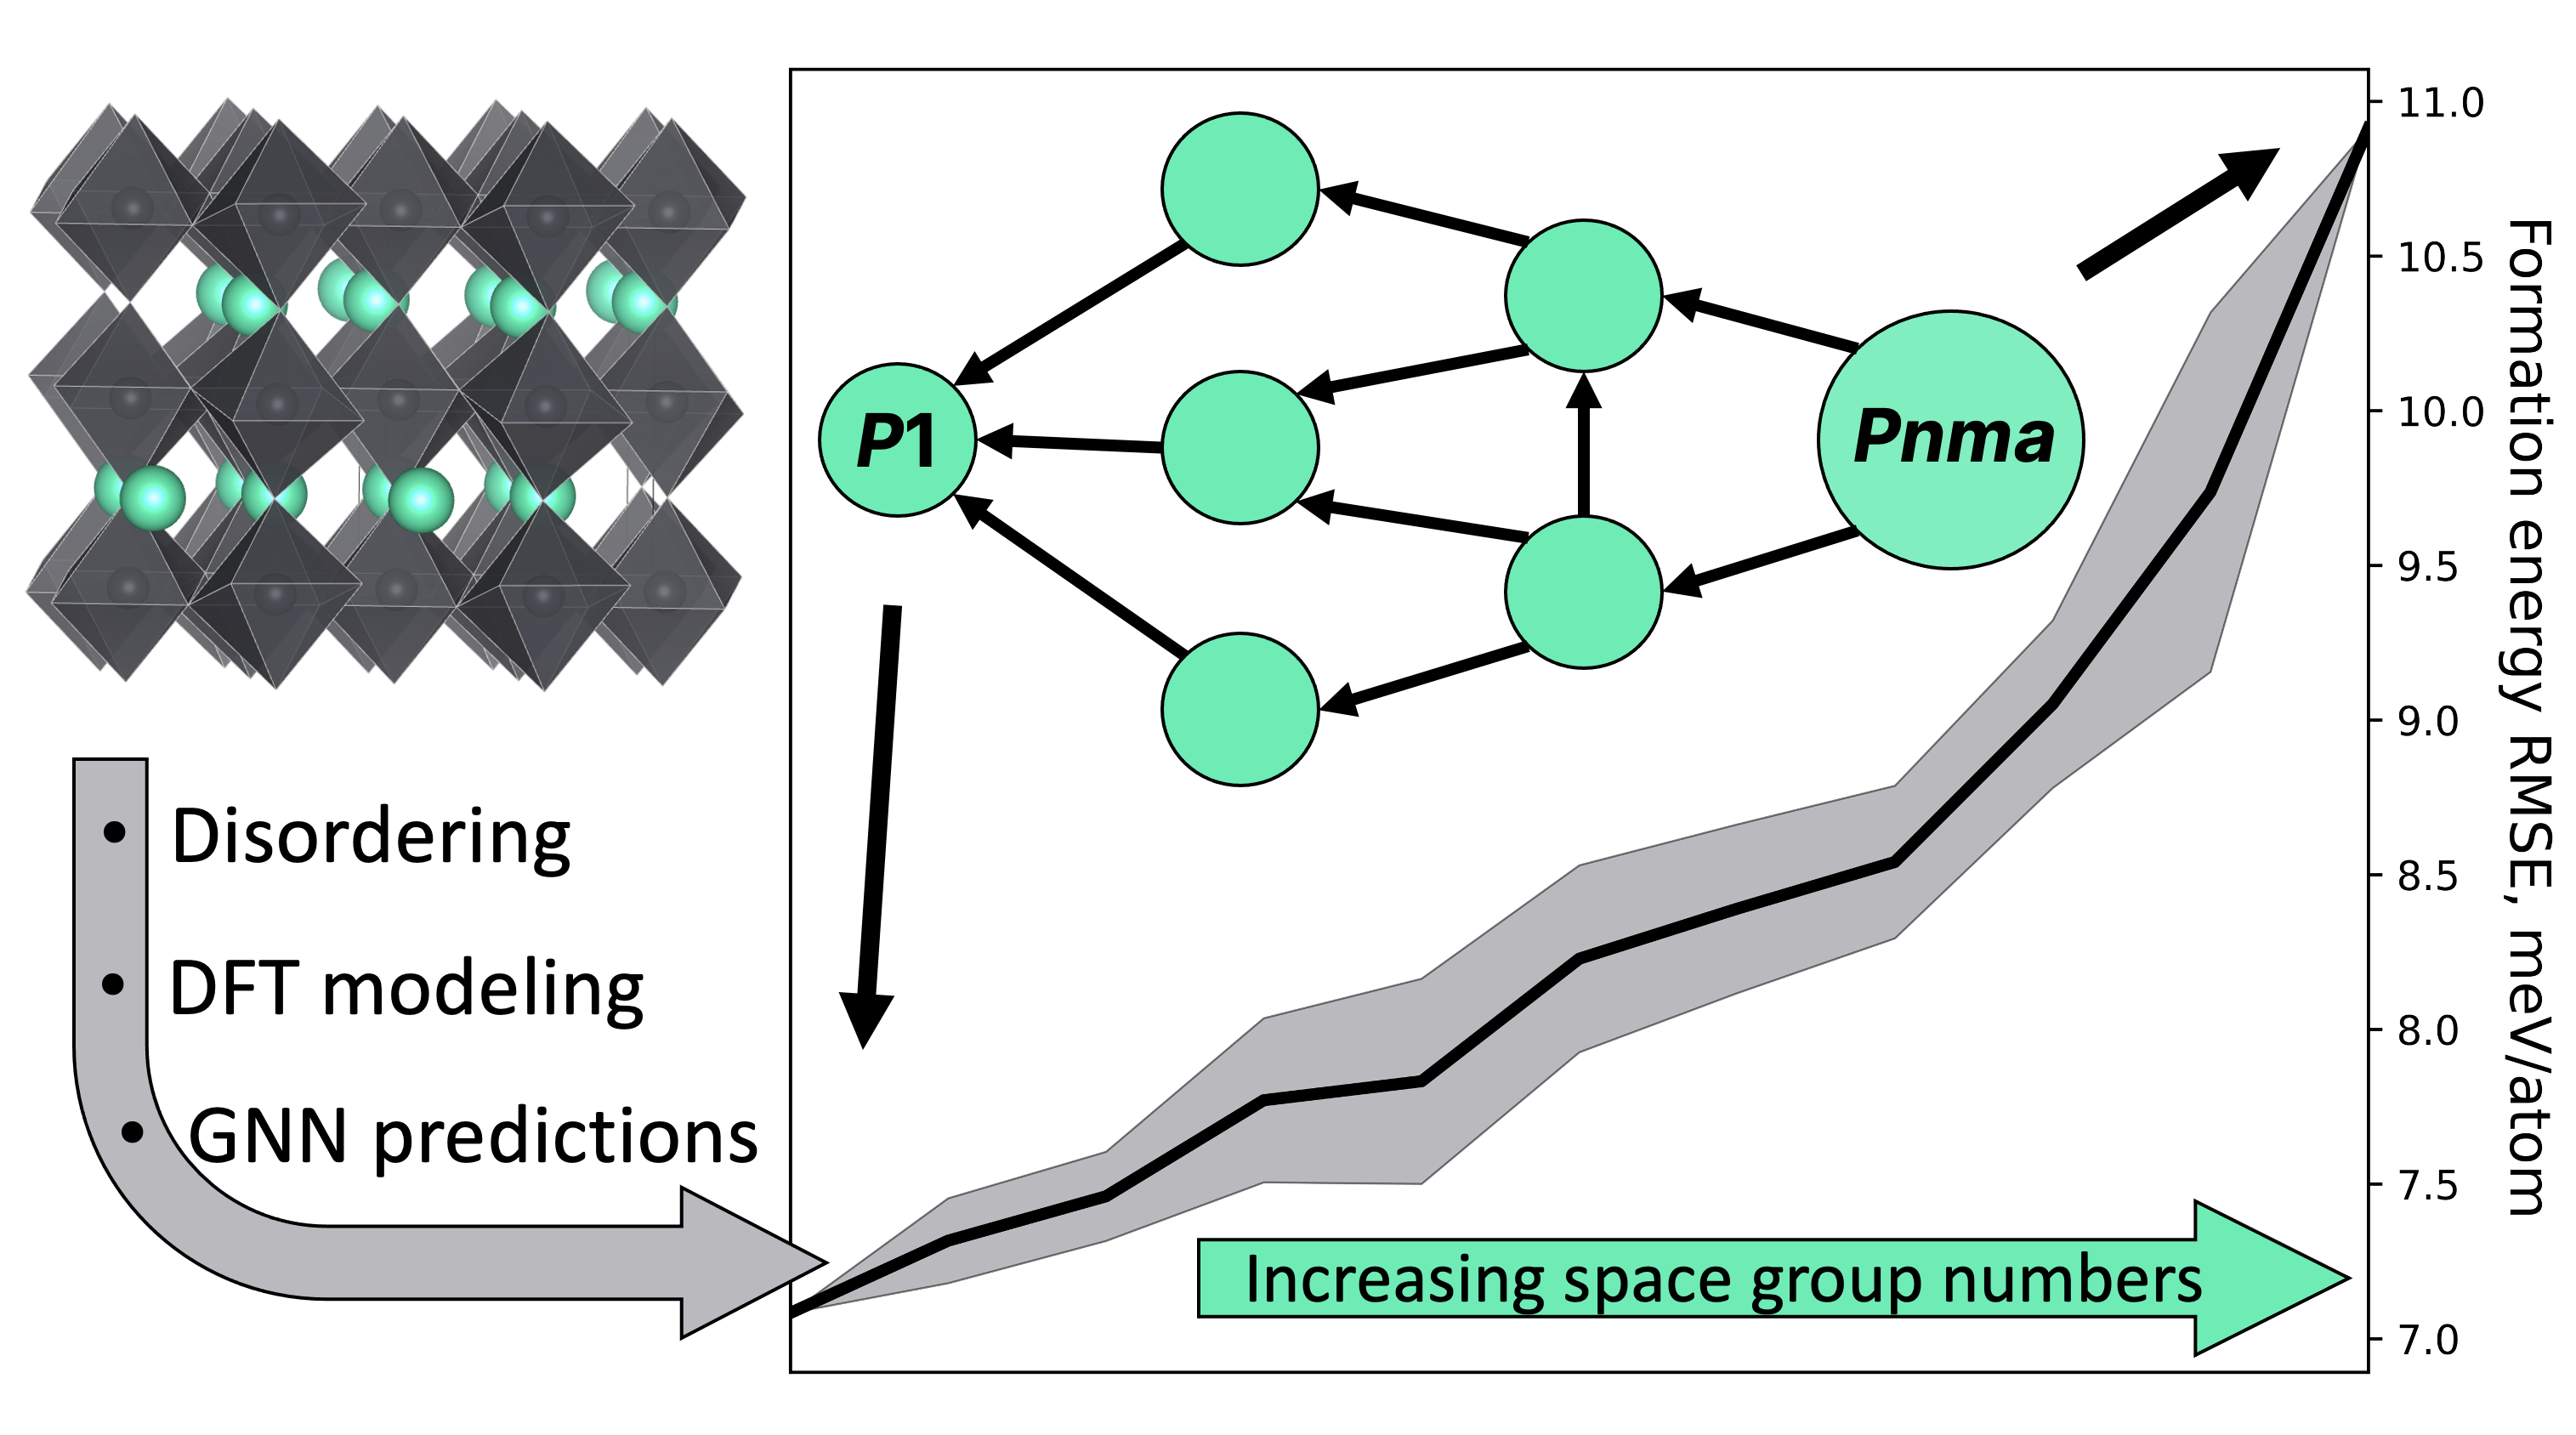 • Disordering
• DFT modeling
• GNN predictions
P1
Pnma
Increasing space group numbers
11.0
10.5
10.0
9.5
9.0
8.5
8.0
7.5
7.0
Formation energy RMSE, meV/atom